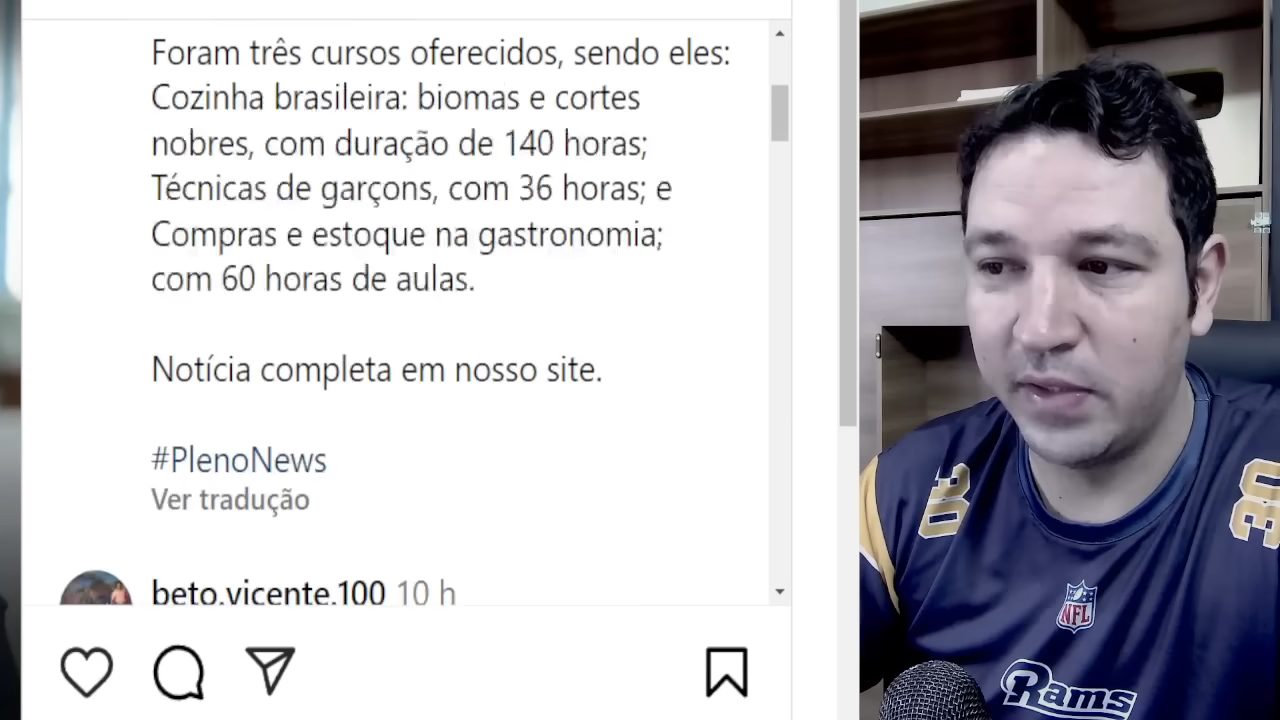 Foram três cursos oferecidos, sendo eles:
Cozinha brasileira: biomas e cortes
nobres, com duração de 140 horas;
Técnicas de garçons, com 36 horas; e
Compras e estoque na gastronomia;
com 60 horas de aulas.
Notícia completa em nosso site.
#PlenoNews
Ver tradução
beto.vicente.100 10 h
30
30
NFL
Rams